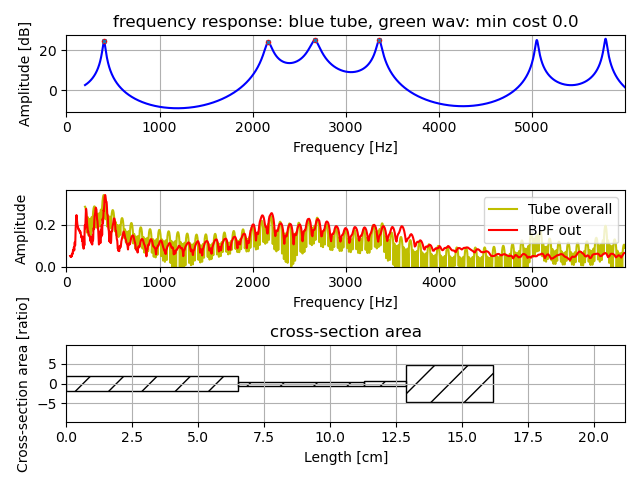 frequency response: blue tube, green wav: min cost 0.0
Amplitude [dB]
20
0
0 1000 2000 3000 4000 5000
Frequency [Hz]
Amplitude
0.2
0.0
Tube overall
BPF out
0 1000 2000 3000 4000 5000
Frequency [Hz]
cross-section area
Cross-section area [ratio]
5
0
−5
0.0 2.5 5.0 7.5 10.0 12.5 15.0 17.5 20.0
Length [cm]